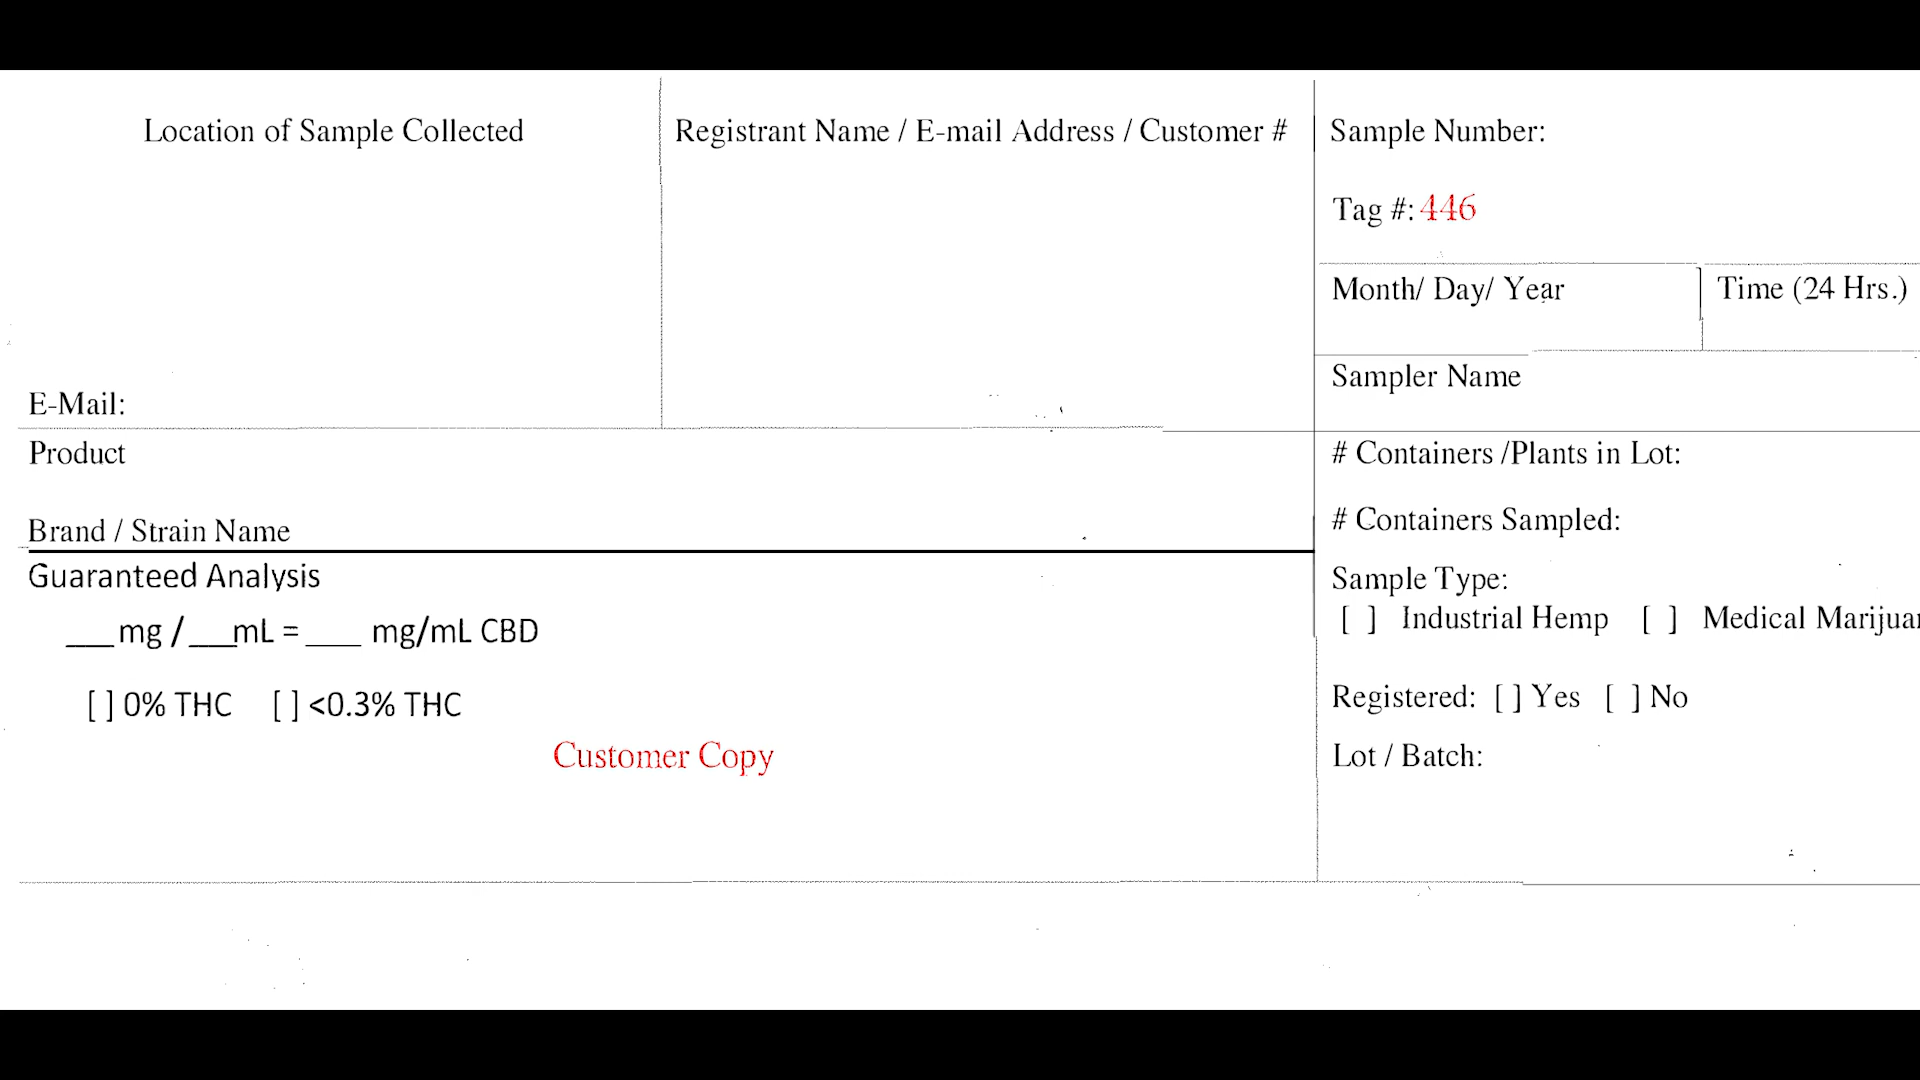 Location of Sample Collected
E-Mail:
Registrant Name / E-mail Address / Customer #
Sample Number:
Tag #: 446
Month/ Day/ Year
Time (24 Hrs.)
Sampler Name
Product
Brand / Strain Name
Guaranteed Analysis
___mg / ___mL = ___ mg/mL CBD
[ ] 0% THC [ ] <0.3% THC
Customer Copy
# Containers /Plants in Lot:
# Containers Sampled:
Sample Type:
[ ] Industrial Hemp [ ] Medical Marijuan
Registered: [ ] Yes [ ] No
Lot / Batch: